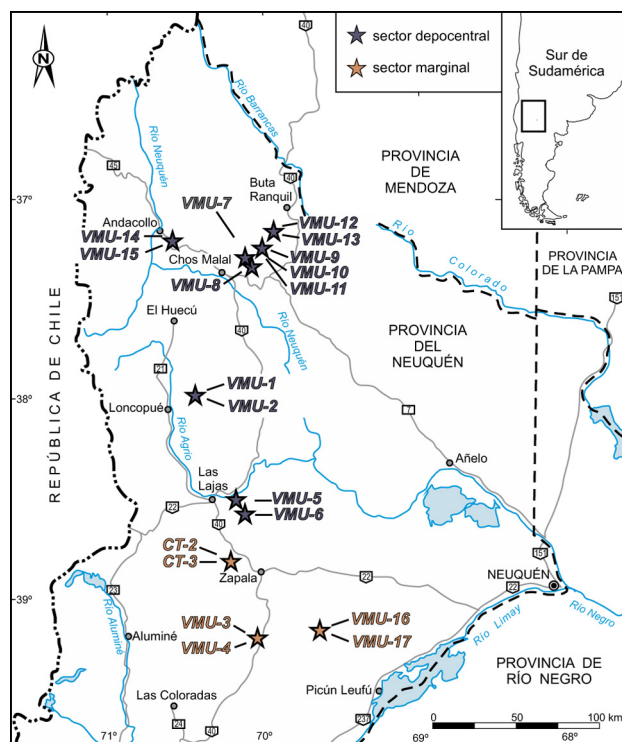 N
sector depocentral
sector marginal
Sur de
Sudamérica
40
Río Barrancas
Río Neuquén
PROVINCIA
DE
MENDOZA
45
40
37°
VMU-7
Buta
Ranquil
Andacollo
VMU-12
VMU-14
VMU-13
VMU-15
VMU-9
Chos Malal
VMU-10
VMU-8
VMU-11
Río
Colorado
PROVINCIA
DE LA PAMPA
151
El Huecú
Río Neuquén
40
PROVINCIA
DEL
NEUQUÉN
REPÚBLICA DE CHILE
21
VMU-1
38°
VMU-2
Loncopué
7
Río Agrio
Añelo
Las
Lajas
VMU-5
22
VMU-6
40
CT-2
CT-3
151
Zapala
22
NEUQUÉN
23
22
39°
Río Aluminé
VMU-3
VMU-16
VMU-4
VMU-17
Río Limay
Río Negro
Aluminé
PROVINCIA DE
RÍO NEGRO
Las Coloradas
Picún Leufú
24
40
237
0
50
100 km
71°
70°
69°
68°